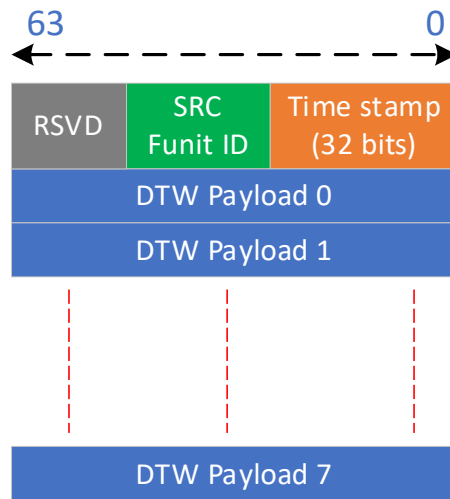 63 0
RSVD
SRC
Funit ID
Time stamp
(32 bits)
DTW Payload 0
DTW Payload 1
DTW Payload 7